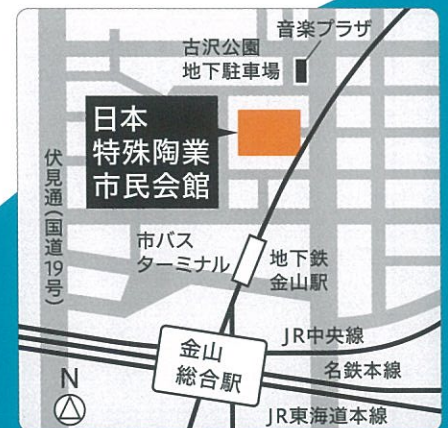 音楽プラザ
古沢公園
地下駐車場
日本
特殊陶業
市民会館
伏見通(国道19号)
市バス
ターミナル
地下鉄
金山駅
金山
総合駅
JR中央線
名鉄本線
JR東海道本線
N